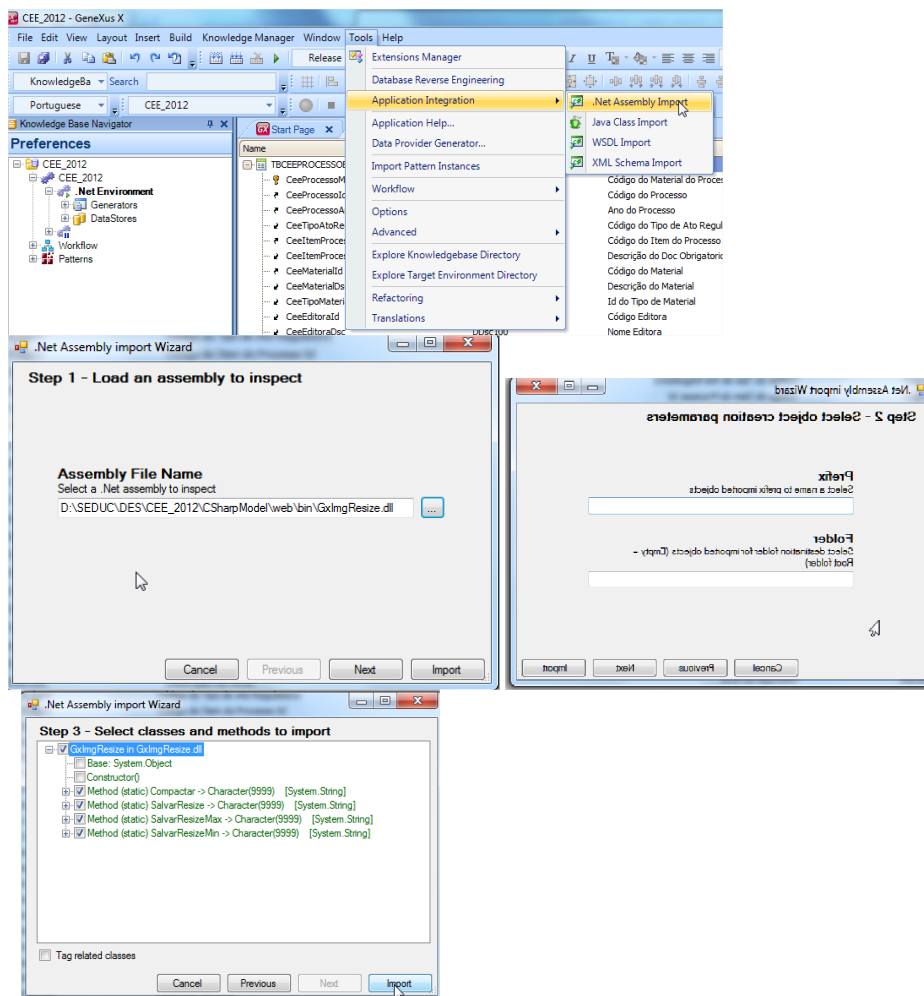 CEE_2012 - GeneXus X
File Edit View Layout Insert Build Knowledge Manager Window Tools Help
Release
KnowledgeBa Search
Portuguese CEE_2012
Knowledge Base Navigator
Preferences
CEE_2012
CEE_2012
.Net Environment
Generators
DataStores
Workflow
Patterns
Start Page
Name
CeeProcessoM
CeeProcessoId
CeeTipoAtoRe
CeeItemProces
CeeItemProces
CeeMaterialId
CeeMaterialDs
CeeTipoMateri
CeeEditoraId
CeeEditoraDsc
Extensions Manager
Database Reverse Engineering
Application Integration
Application Help...
Data Provider Generator...
Import Pattern Instances
Workflow
Options
Advanced
Explore Knowledgebase Directory
Explore Target Environment Directory
Refactoring
Translations
.Net Assembly Import
Java Class Import
WSDL Import
XML Schema Import
Código do Material do Proces
Código do Processo
Ano do Processo
Código do Tipo de Ato Regul
Código do Item do Processo
Descrição do Doc Obrigatorio
Código do Material
Descrição do Material
Id do Tipo de Material
Código Editora
Nome Editora
.Net Assembly import Wizard
Step 1 - Load an assembly to inspect
Assembly File Name
Select a .Net assembly to inspect
D:\SEDUC\DES\CEE_2012\CSharpModel\web\bin\GxImgResize.dll
...
Cancel Previous Next Import
.Net Assembly import Wizard
Step 2 - Select object creation parameters
Prefix
Select a name to prefix imported objects
Folder
Select destination folder for imported objects (Empty =
Root folder)
Cancel Previous Next Import
.Net Assembly import Wizard
Step 3 - Select classes and methods to import
GxImgResize in GxImgResize.dll
Base: System.Object
Constructor()
Method (static) Compactar -> Character(9999) [System.String]
Method (static) SalvarResize -> Character(9999) [System.String]
Method (static) SalvarResizeMax -> Character(9999) [System.String]
Method (static) SalvarResizeMin -> Character(9999) [System.String]
Tag related classes
Cancel Previous Next Import